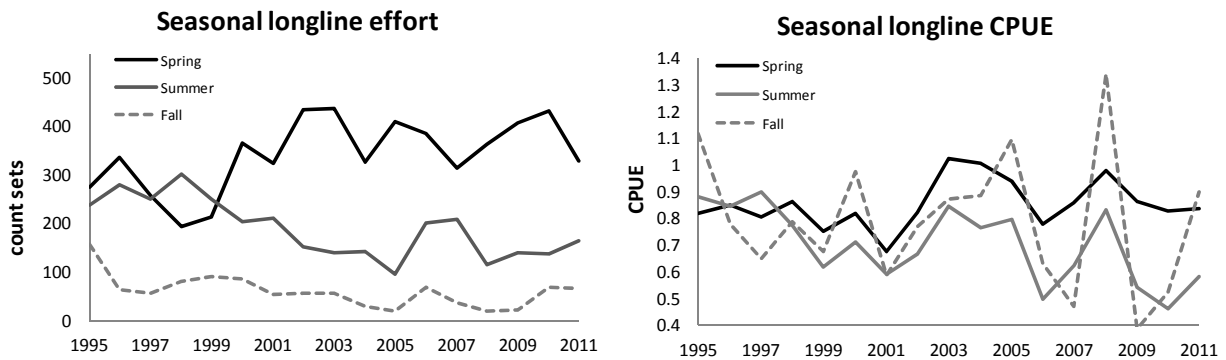 Seasonal longline effort
Spring
Summer
Fall
count sets
500
400
300
200
100
0
1995 1997 1999 2001 2003 2005 2007 2009 2011
Seasonal longline CPUE
Spring
Summer
Fall
CPUE
1.4
1.3
1.2
1.1
1
0.9
0.8
0.7
0.6
0.5
0.4
1995 1997 1999 2001 2003 2005 2007 2009 2011